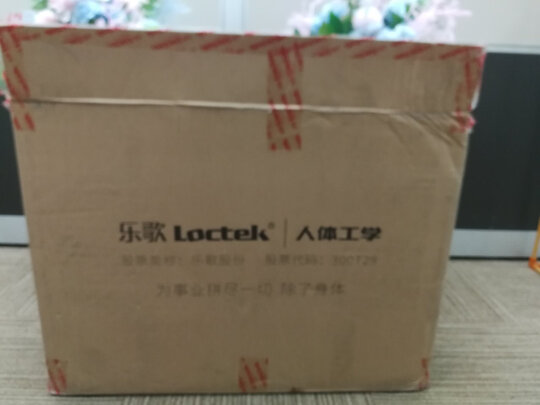 乐歌 Loctek® 人体工学
股票名称：乐歌股份 股票代码：300729
为事业拼尽一切 除了身体